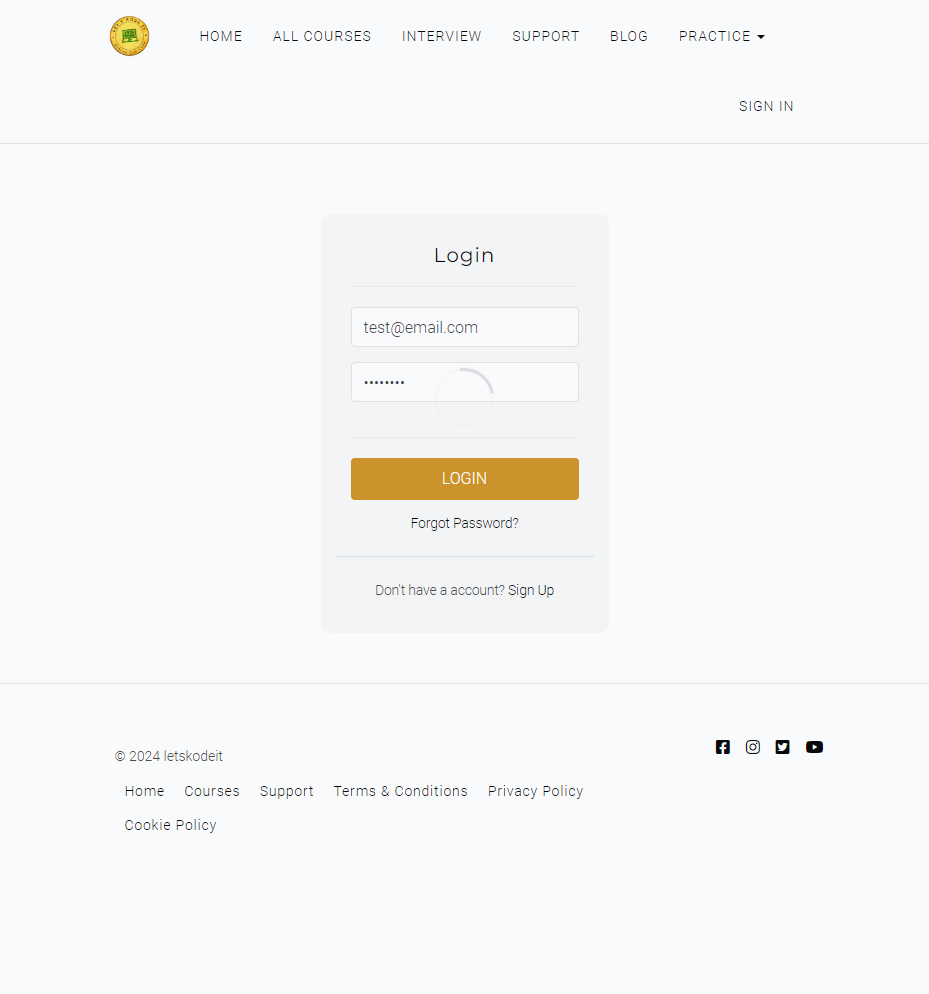 HOME ALL COURSES INTERVIEW SUPPORT BLOG PRACTICE
SIGN IN
Login
test@email.com
••••••••
LOGIN
Forgot Password?
Don't have a account? Sign Up
© 2024 letskodeit
Home Courses Support Terms & Conditions Privacy Policy
Cookie Policy